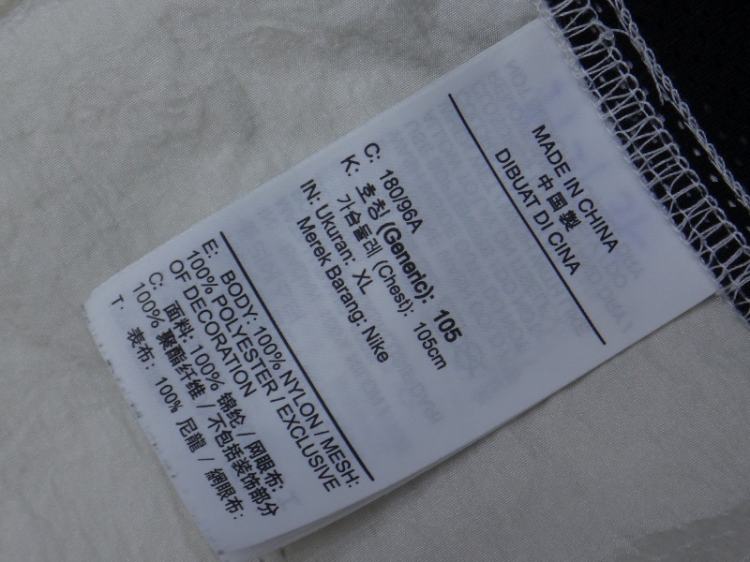 MADE IN CHINA
中国製
DIBUAT DI CINA
C: 180/96A
K: 호칭 (Generic): 105
가슴둘레 (Chest): 105cm
IN: Ukuran: XL
Merek Barang: Nike
E: BODY: 100% NYLON / MESH:
100% POLYESTER / EXCLUSIVE
OF DECORATION
C: 面料: 100% 锦纶 / 网眼布:
100% 聚酯纤维 / 不包括装饰部分
T: 表布: 100% 尼龍 / 網眼布: